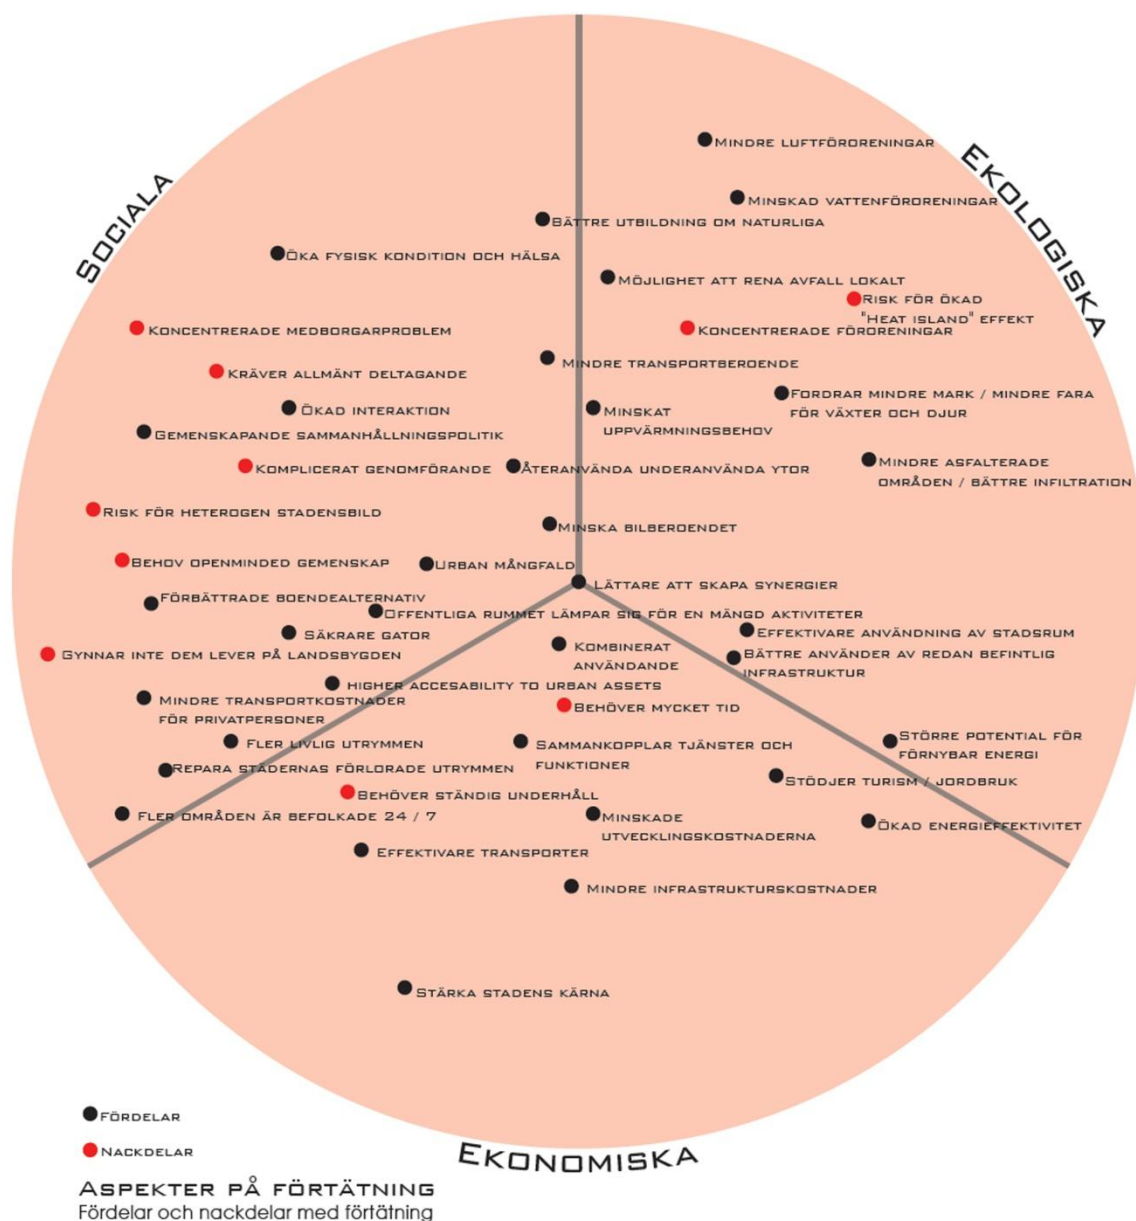 SOCIALA
EKOLOGISKA
MINDRE LUFTFÖRORENINGAR
MINSKAD VATTENFÖRORENINGAR
BÄTTRE UTBILDNING OM NATURLIGA
ÖKA FYSISK KONDITION OCH HÄLSA
MÖJLIGHET ATT RENA AVFALL LOKALT
RISK FÖR ÖKAD
"HEAT ISLAND" EFFEKT
KONCENTRERADE MEDBORGARPROBLEM
KONCENTRERADE FÖRORENINGAR
MINDRE TRANSPORTBEROENDE
KRÄVER ALLMÄNT DELTAGANDE
FORDRAR MINDRE MARK / MINDRE FARA
FÖR VÄXTER OCH DJUR
ÖKAD INTERAKTION
MINSKAT
UPPVÄRMNINGSBEHOV
GEMENSKAPANDE SAMMANHÅLLNINGSPOLITIK
KOMPLICERAT GENOMFÖRANDE
ÅTERANVÄNDA UNDERANVÄNDA YTOR
MINDRE ASFALTERADE
OMRÅDEN / BÄTTRE INFILTRATION
RISK FÖR HETEROGEN STADENSBILD
MINSKA BILBEROENDET
BEHOV OPENMINDED GEMENSKAP
URBAN MÅNGFALD
LÄTTARE ATT SKAPA SYNERGIER
FÖRBÄTTRADE BOENDEALTERNATIV
OFFENTLIGA RUMMET LÄMPAR SIG FÖR EN MÄNGD AKTIVITETER
SÄKRARE GATOR
EFFEKTIVARE ANVÄNDNING AV STADSRUM
KOMBINERAT
ANVÄNDANDE
GYNNAR INTE DEM LEVER PÅ LANDSBYGDEN
BÄTTRE ANVÄNDER AV REDAN BEFINTLIG
INFRASTRUKTUR
HIGHER ACCESABILITY TO URBAN ASSETS
MINDRE TRANSPORTKOSTNADER
FÖR PRIVATPERSONER
BEHÖVER MYCKET TID
FLER LIVLIG UTRYMMEN
SAMMANKOPPLAR TJÄNSTER OCH
FUNKTIONER
STÖRRE POTENTIAL FÖR
FÖRNYBAR ENERGI
REPARA STÄDERNAS FÖRLORADE UTRYMMEN
STÖDJER TURISM / JORDBRUK
BEHÖVER STÄNDIG UNDERHÅLL
FLER OMRÅDEN ÄR BEFOLKADE 24 / 7
MINSKADE
UTVECKLINGSKOSTNADERNA
ÖKAD ENERGIEFFEKTIVITET
EFFEKTIVARE TRANSPORTER
MINDRE INFRASTRUKTURSKOSTNADER
STÄRKA STADENS KÄRNA
EKONOMISKA
FÖRDELAR
NACKDELAR
ASPEKTER PÅ FÖRTÄTNING
Fördelar och nackdelar med förtätning